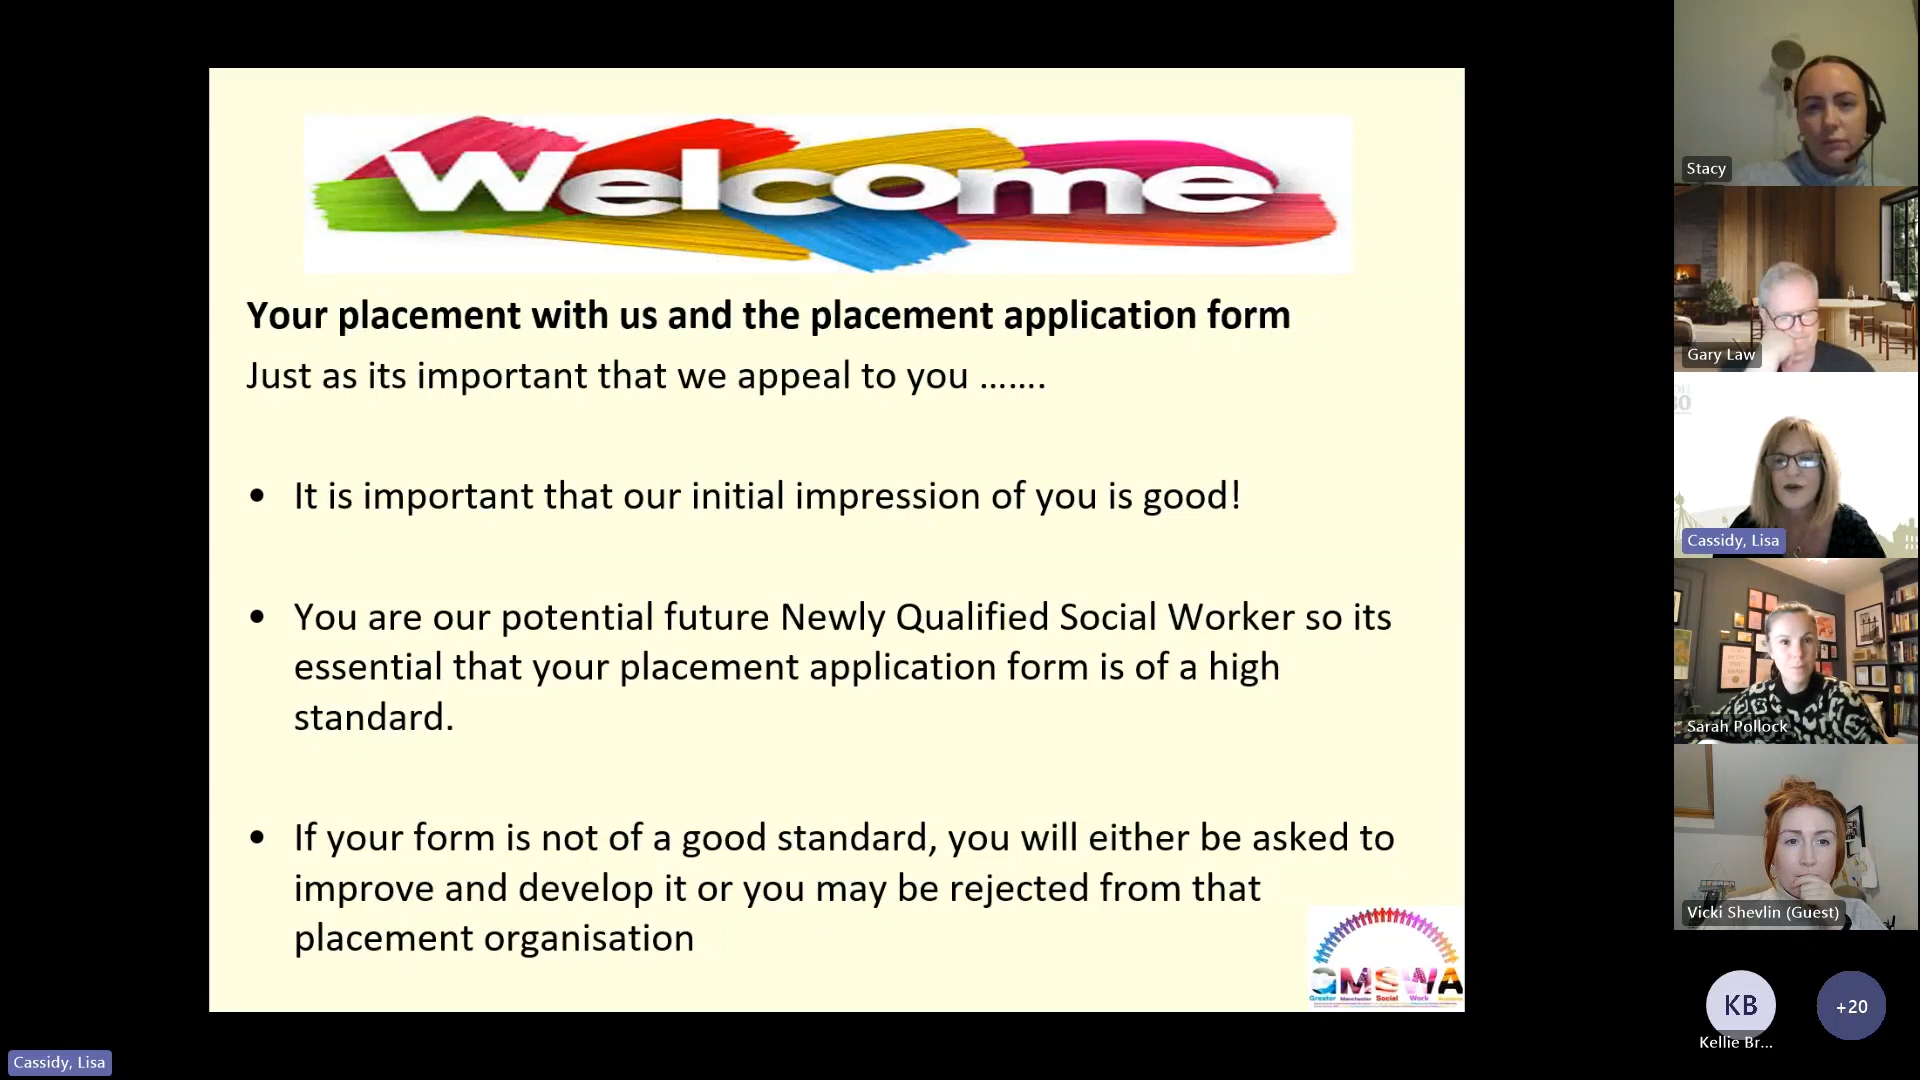 Welcome
Your placement with us and the placement application form
Just as its important that we appeal to you …….
• It is important that our initial impression of you is good!
• You are our potential future Newly Qualified Social Worker so its
essential that your placement application form is of a high
standard.
• If your form is not of a good standard, you will either be asked to
improve and develop it or you may be rejected from that
placement organisation
GMSWA
Greater Manchester Social Work
Stacy
Gary Law
Cassidy, Lisa
Sarah Pollock
Vicki Shevlin (Guest)
KB
+20
Kellie Br...
Cassidy, Lisa